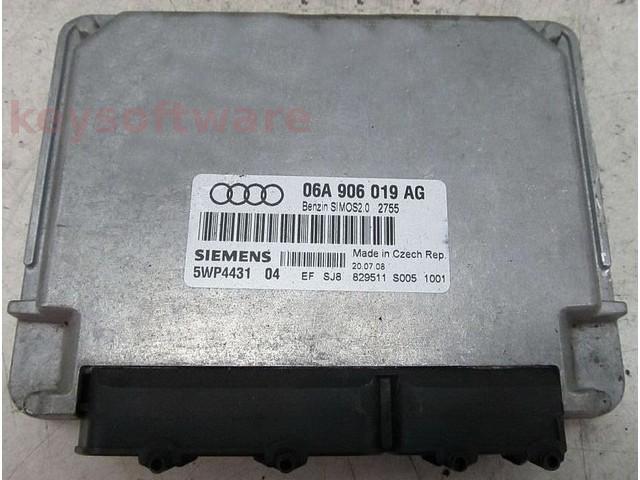 keysoftware
06A 906 019 AG
Benzin SIMOS2.0 2755
SIEMENS
Made in Czech Rep.
20.07.08
5WP4431 04 EF SJ8 829511 S005 1001